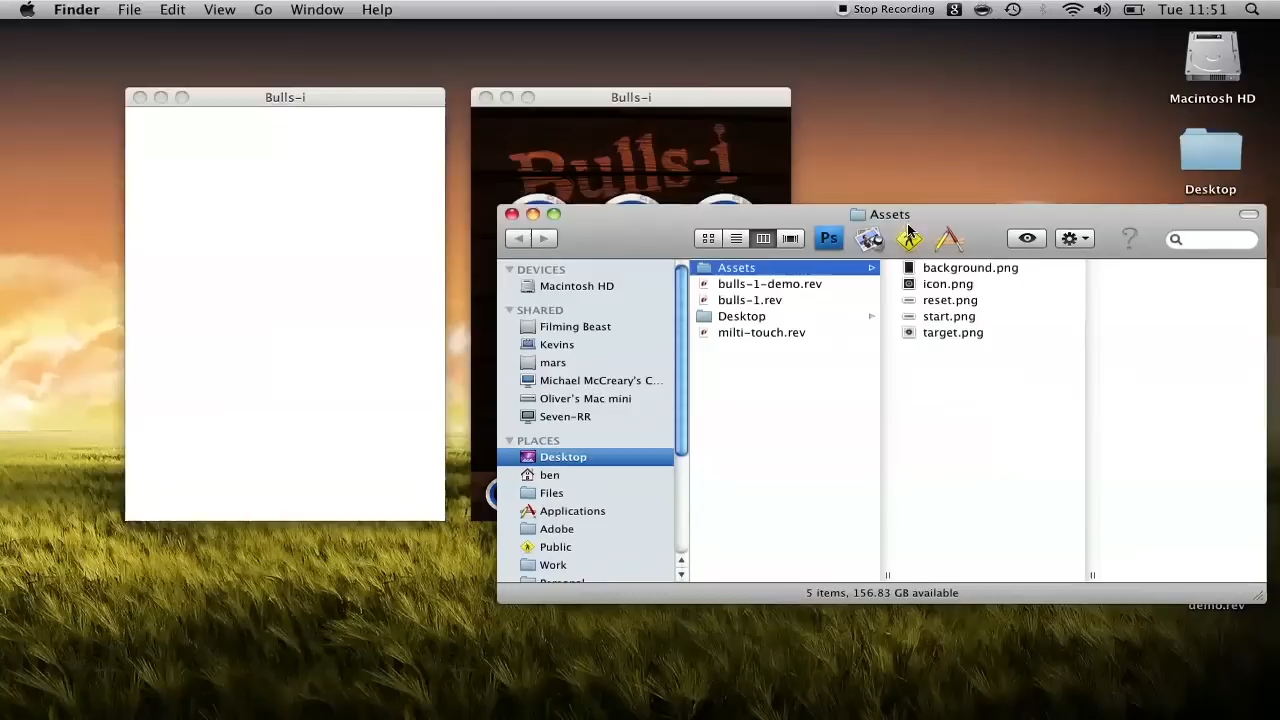 Finder File Edit View Go Window Help Stop Recording Tue 11:51
Macintosh HD
Desktop
demo.rev
Bulls-i
Bulls-i
Bulls-i
Assets
Ps
DEVICES
Macintosh HD
SHARED
Filming Beast
Kevins
mars
Michael McCreary's C...
Oliver's Mac mini
Seven-RR
PLACES
Desktop
ben
Files
Applications
Adobe
Public
Work
Personal
Assets
bulls-1-demo.rev
bulls-1.rev
Desktop
milti-touch.rev
background.png
icon.png
reset.png
start.png
target.png
5 items, 156.83 GB available